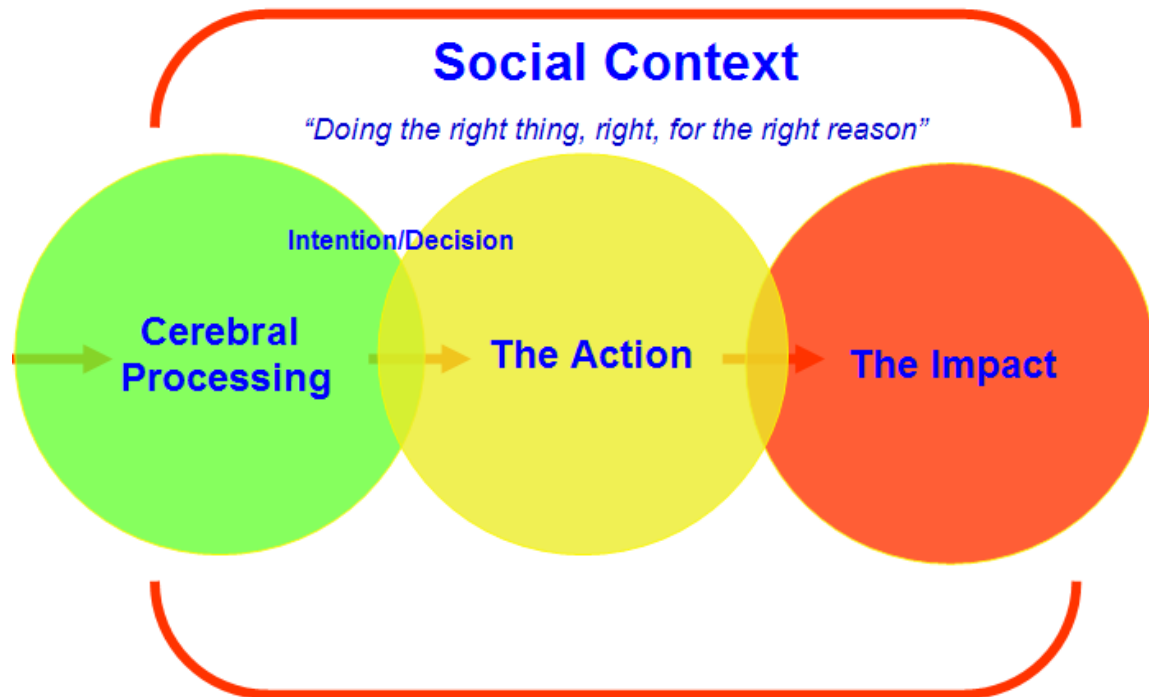 Social Context
“Doing the right thing, right, for the right reason”
Intention/Decision
Cerebral
Processing
The Action
The Impact